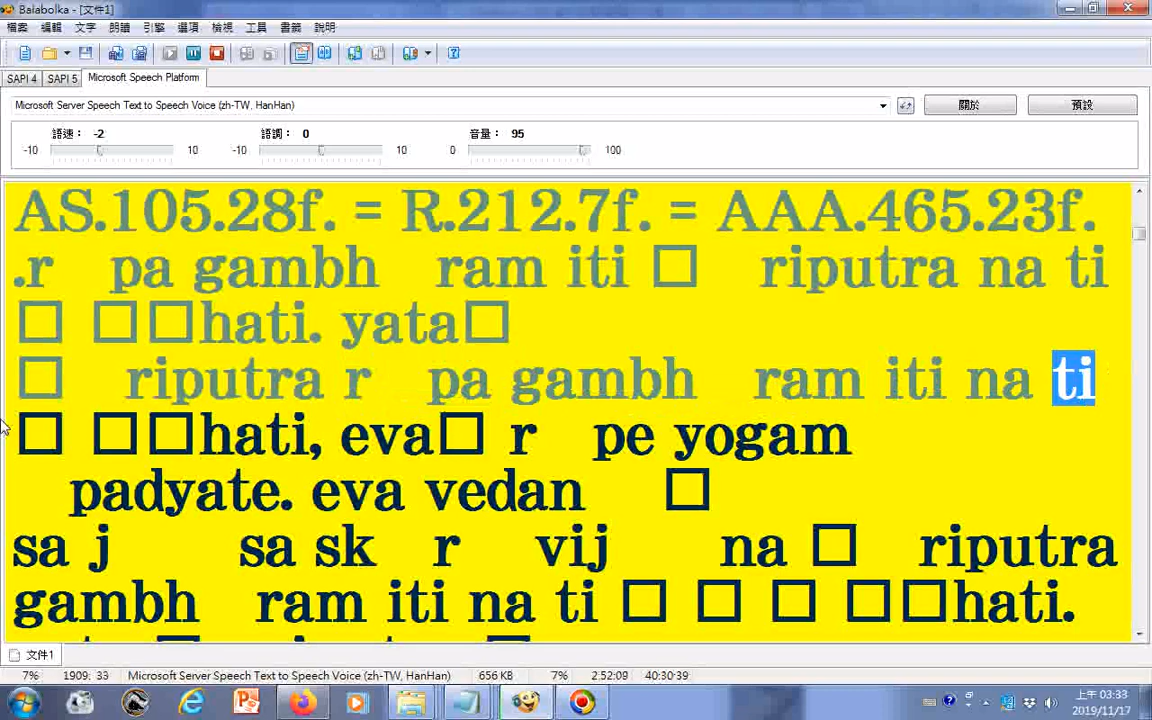 Balabolka - [文件1]
檔案 編輯 文字 朗讀 引擎 選項 檢視 工具 書籤 說明
SAPI 4 SAPI 5 Microsoft Speech Platform
Microsoft Server Speech Text to Speech Voice (zh-TW, HanHan) 關於 預設
語速： -2 語調： 0 音量： 95
-10 10 -10 10 0 100
AS.105.28f. = R.212.7f. = AAA.465.23f.
.r pa gambh ram iti □ riputra na ti
□ □□hati. yata□
□ riputra r pa gambh ram iti na ti
□ □□hati, eva□ r pe yogam
padyate. eva vedan □
sa j sa sk r vij na □ riputra
gambh ram iti na ti □ □ □ □□hati.
文件1
7% 1909: 33 Microsoft Server Speech Text to Speech Voice (zh-TW, HanHan) 656 KB 7% 2:52:09 40:30:39
上午 03:33
2019/11/17